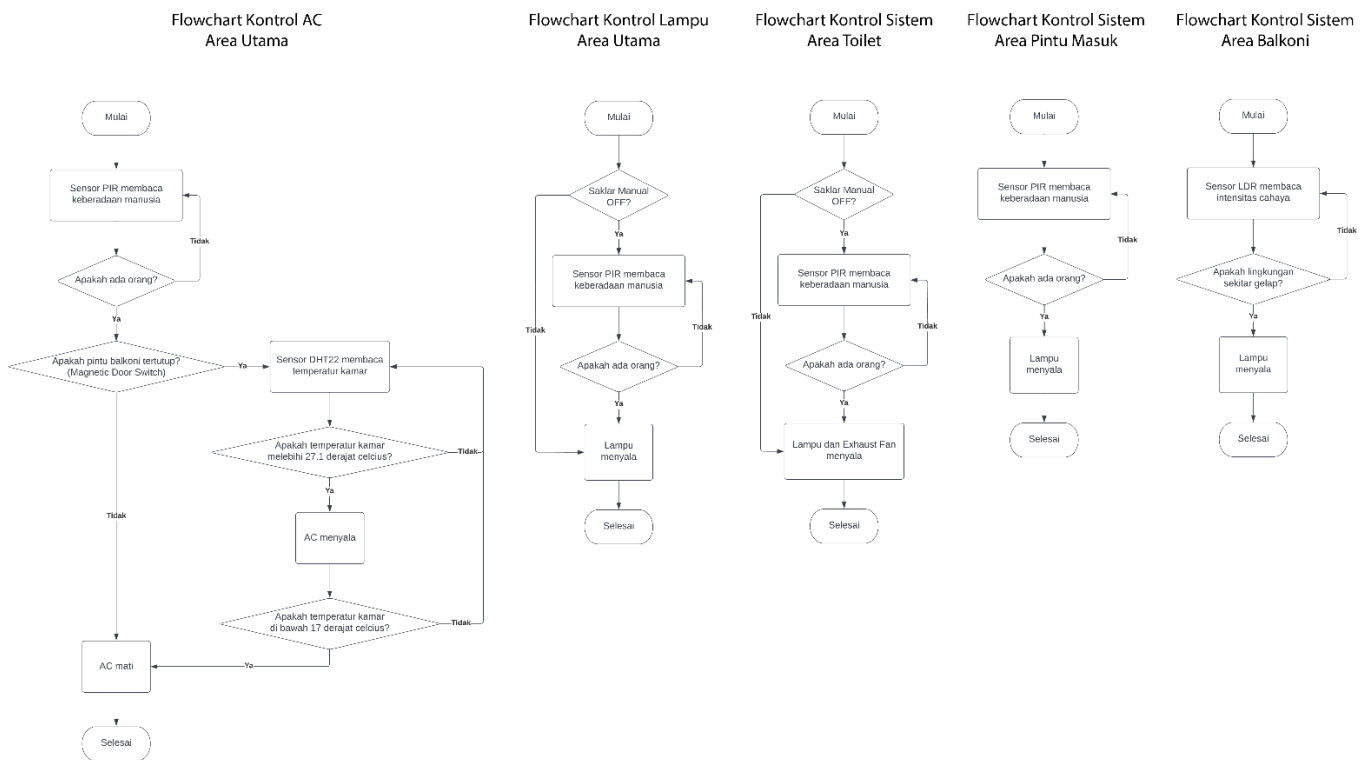 Flowchart Kontrol AC
Area Utama
Mulai
Sensor PIR membaca
keberadaan manusia
Tidak
Apakah ada orang?
Ya
Apakah pintu balkoni tertutup?
(Magnetic Door Switch)
Ya
Sensor DHT22 membaca
temperatur kamar
Apakah temperatur kamar
melebihi 27.1 derajat celcius?
Tidak
Ya
Tidak
AC menyala
Apakah temperatur kamar
di bawah 17 derajat celcius?
Tidak
Ya
AC mati
Selesai
Flowchart Kontrol Lampu
Area Utama
Mulai
Saklar Manual
OFF?
Ya
Sensor PIR membaca
keberadaan manusia
Tidak
Tidak
Apakah ada orang?
Ya
Lampu
menyala
Selesai
Flowchart Kontrol Sistem
Area Toilet
Mulai
Saklar Manual
OFF?
Ya
Sensor PIR membaca
keberadaan manusia
Tidak
Tidak
Apakah ada orang?
Ya
Lampu dan Exhaust Fan
menyala
Selesai
Flowchart Kontrol Sistem
Area Pintu Masuk
Mulai
Sensor PIR membaca
keberadaan manusia
Tidak
Apakah ada orang?
Ya
Lampu
menyala
Selesai
Flowchart Kontrol Sistem
Area Balkoni
Mulai
Sensor LDR membaca
intensitas cahaya
Tidak
Apakah lingkungan
sekitar gelap?
Ya
Lampu
menyala
Selesai